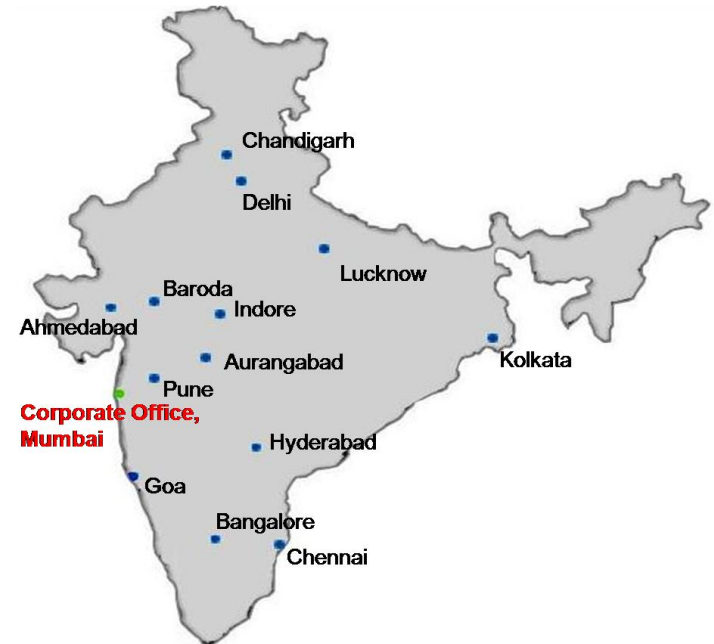 Chandigarh
Delhi
Lucknow
Baroda
Indore
Ahmedabad
Aurangabad
Kolkata
Pune
Corporate Office,
Mumbai
Hyderabad
Goa
Bangalore
Chennai